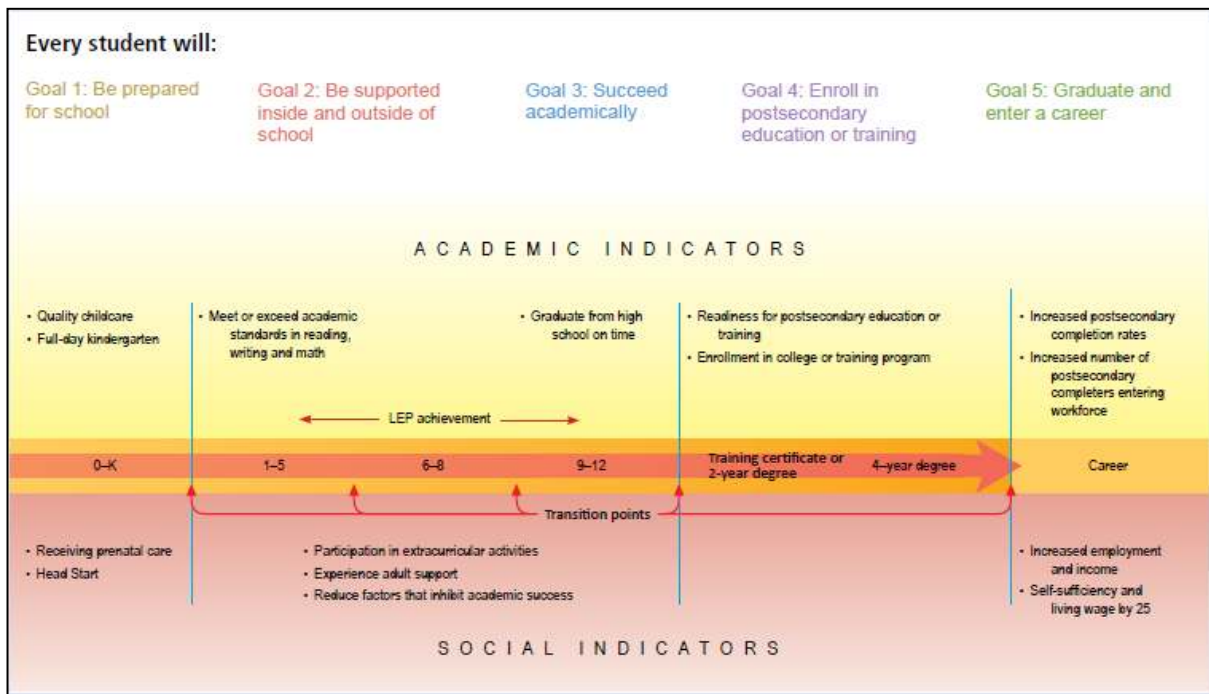 Every student will:
Goal 1: Be prepared
for school
Goal 2: Be supported
inside and outside of
school
Goal 3: Succeed
academically
Goal 4: Enroll in
postsecondary
education or training
Goal 5: Graduate and
enter a career
ACADEMIC INDICATORS
• Quality childcare
• Full-day kindergarten
• Meet or exceed academic
standards in reading,
writing and math
• Graduate from high
school on time
• Readiness for postsecondary education or
training
• Enrollment in college or training program
• Increased postsecondary
completion rates
• Increased number of
postsecondary
completers entering
workforce
LEP achievement
0–K
1–5
6–8
9–12
Training certificate or
2-year degree
4-year degree
Career
Transition points
• Receiving prenatal care
• Head Start
• Participation in extracurricular activities
• Experience adult support
• Reduce factors that inhibit academic success
• Increased employment
and income
• Self-sufficiency and
living wage by 25
SOCIAL INDICATORS